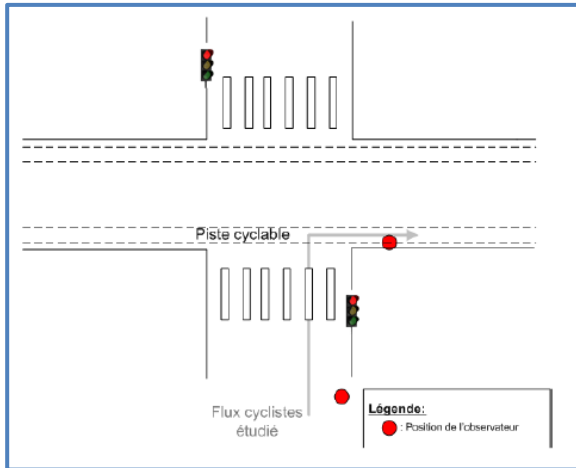 Piste cyclable
Flux cyclistes
étudié
Légende:
: Position de l'observateur